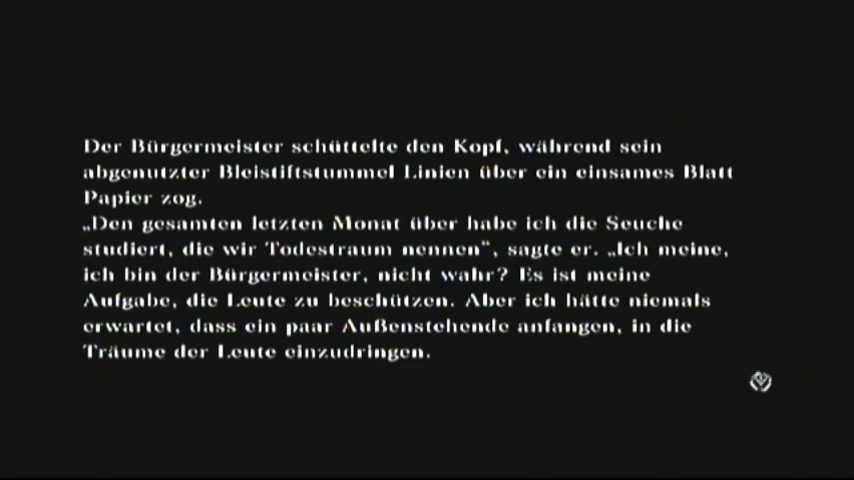 Der Bürgermeister schüttelte den Kopf, während sein
abgenutzter Bleistiftstummel Linien über ein einsames Blatt
Papier zog.
„Den gesamten letzten Monat über habe ich die Seuche
studiert, die wir Todestraum nennen“, sagte er. „Ich meine,
ich bin der Bürgermeister, nicht wahr? Es ist meine
Aufgabe, die Leute zu beschützen. Aber ich hätte niemals
erwartet, dass ein paar Außenstehende anfangen, in die
Träume der Leute einzudringen.